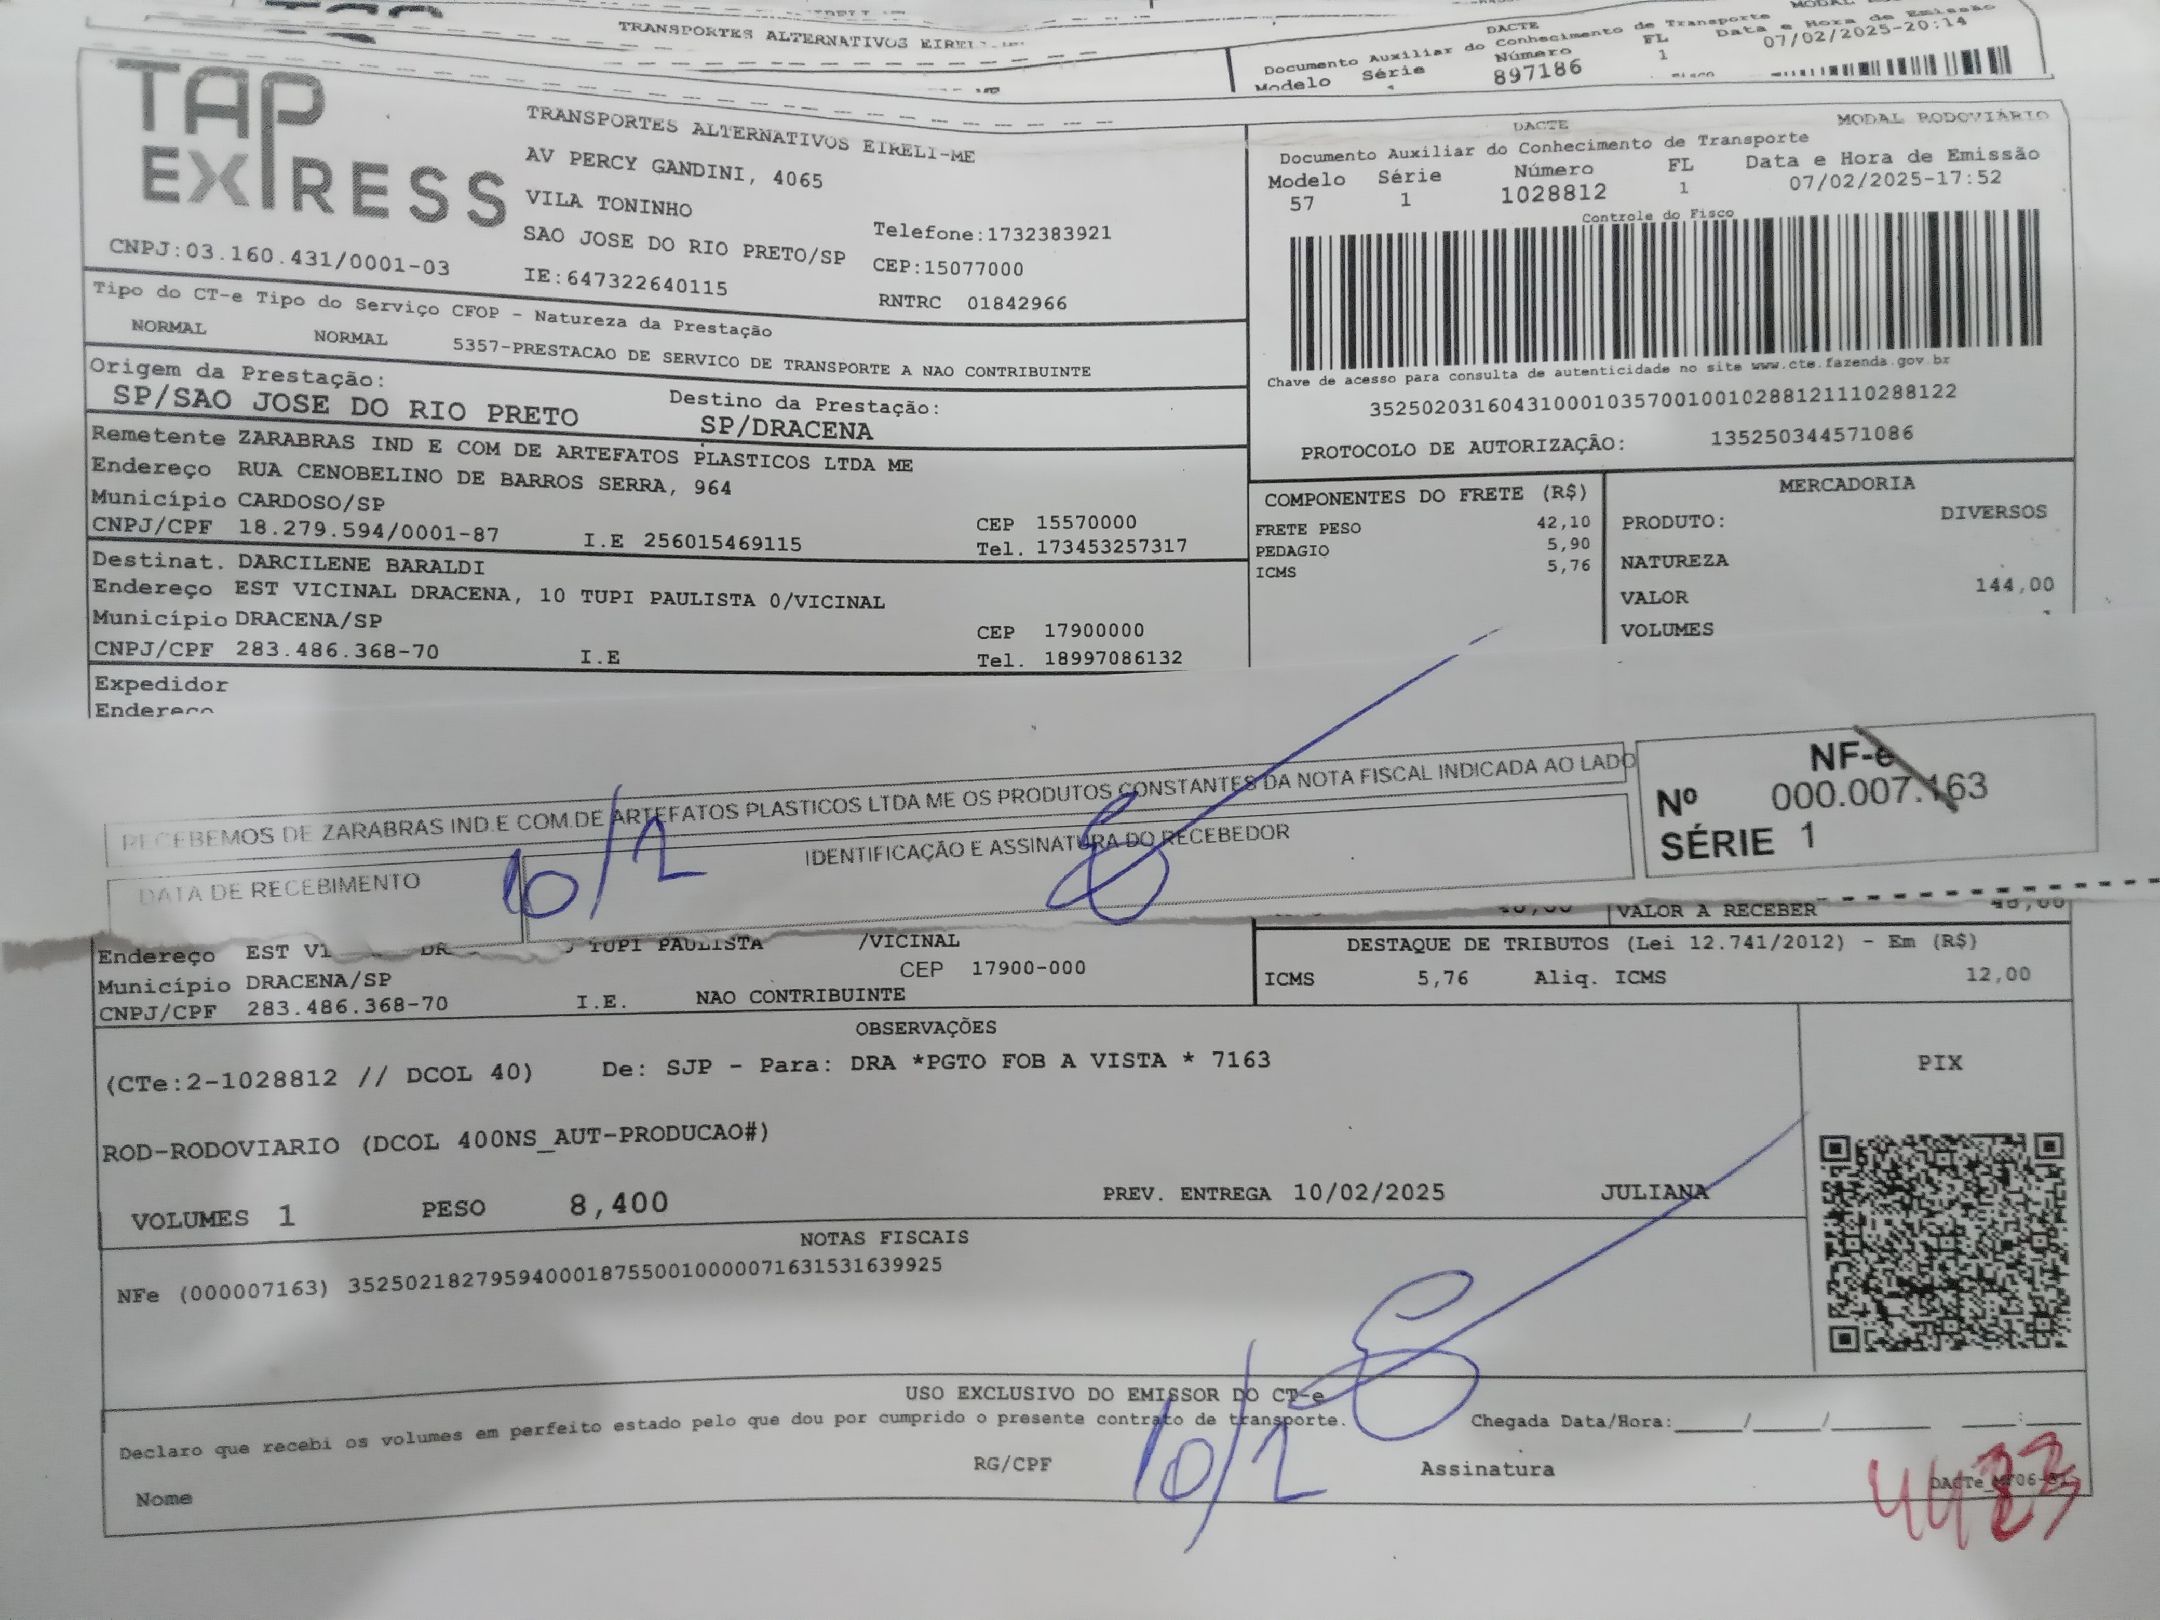 TRANSPORTES ALTERNATIVOS EIRELI-ME
DACTE
Documento Auxiliar do Conhecimento de Transporte
Modelo Série Número FL Data e Hora de Emissão
897186 1 07/02/2025-20:14
TAP EXPRESS
CNPJ:03.160.431/0001-03
TRANSPORTES ALTERNATIVOS EIRELI-ME
AV PERCY GANDINI, 4065
VILA TONINHO
SAO JOSE DO RIO PRETO/SP
IE:647322640115
Telefone:1732383921
CEP:15077000
RNTRC 01842966
DACTE MODAL RODOVIÁRIO
Documento Auxiliar do Conhecimento de Transporte
Modelo Série Número FL Data e Hora de Emissão
57 1 1028812 1 07/02/2025-17:52
Controle do Fisco
Chave de acesso para consulta de autenticidade no site www.cte.fazenda.gov.br
35250203160431000103570010010288121110288122
PROTOCOLO DE AUTORIZAÇÃO: 135250344571086
Tipo do CT-e Tipo do Serviço CFOP - Natureza da Prestação
NORMAL NORMAL 5357-PRESTACAO DE SERVICO DE TRANSPORTE A NAO CONTRIBUINTE
Origem da Prestação: Destino da Prestação:
SP/SAO JOSE DO RIO PRETO SP/DRACENA
Remetente ZARABRAS IND E COM DE ARTEFATOS PLASTICOS LTDA ME
Endereço RUA CENOBELINO DE BARROS SERRA, 964
Município CARDOSO/SP CEP 15570000
CNPJ/CPF 18.279.594/0001-87 I.E 256015469115 Tel. 173453257317
Destinat. DARCILENE BARALDI
Endereço EST VICINAL DRACENA, 10 TUPI PAULISTA 0/VICINAL
Município DRACENA/SP CEP 17900000
CNPJ/CPF 283.486.368-70 I.E Tel. 18997086132
Expedidor
Endereço
COMPONENTES DO FRETE (R$)
FRETE PESO 42,10
PEDAGIO 5,90
ICMS 5,76
MERCADORIA
PRODUTO: DIVERSOS
NATUREZA
VALOR 144,00
VOLUMES
RECEBEMOS DE ZARABRAS IND.E COM.DE ARTEFATOS PLASTICOS LTDA ME OS PRODUTOS CONSTANTES DA NOTA FISCAL INDICADA AO LADO
DATA DE RECEBIMENTO
10/2
IDENTIFICAÇÃO E ASSINATURA DO RECEBEDOR
NF-e
Nº 000.007.163
SÉRIE 1
VALOR A RECEBER
Endereço EST TUPI PAULISTA /VICINAL
Município DRACENA/SP CEP 17900-000
CNPJ/CPF 283.486.368-70 I.E. NAO CONTRIBUINTE
DESTAQUE DE TRIBUTOS (Lei 12.741/2012) - Em (R$)
ICMS 5,76 Aliq. ICMS 12,00
OBSERVAÇÕES
(CTe:2-1028812 // DCOL 40) De: SJP - Para: DRA *PGTO FOB A VISTA * 7163
ROD-RODOVIARIO (DCOL 400NS_AUT-PRODUCAO#)
VOLUMES 1 PESO 8,400 PREV. ENTREGA 10/02/2025 JULIANA
PIX
NOTAS FISCAIS
NFe (000007163) 35250218279594000187550010000071631531639925
USO EXCLUSIVO DO EMISSOR DO CT-e
Declaro que recebi os volumes em perfeito estado pelo que dou por cumprido o presente contrato de transporte.
Chegada Data/Hora:____/____/______ ___:___
Nome RG/CPF 10/2 Assinatura